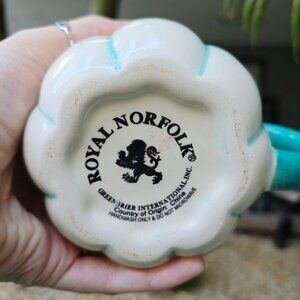 ROYAL NORFOLK®
GREENBRIER INTERNATIONAL, INC.
Country of Origin: China
HANDWASH ONLY & DO NOT MICROWAVE